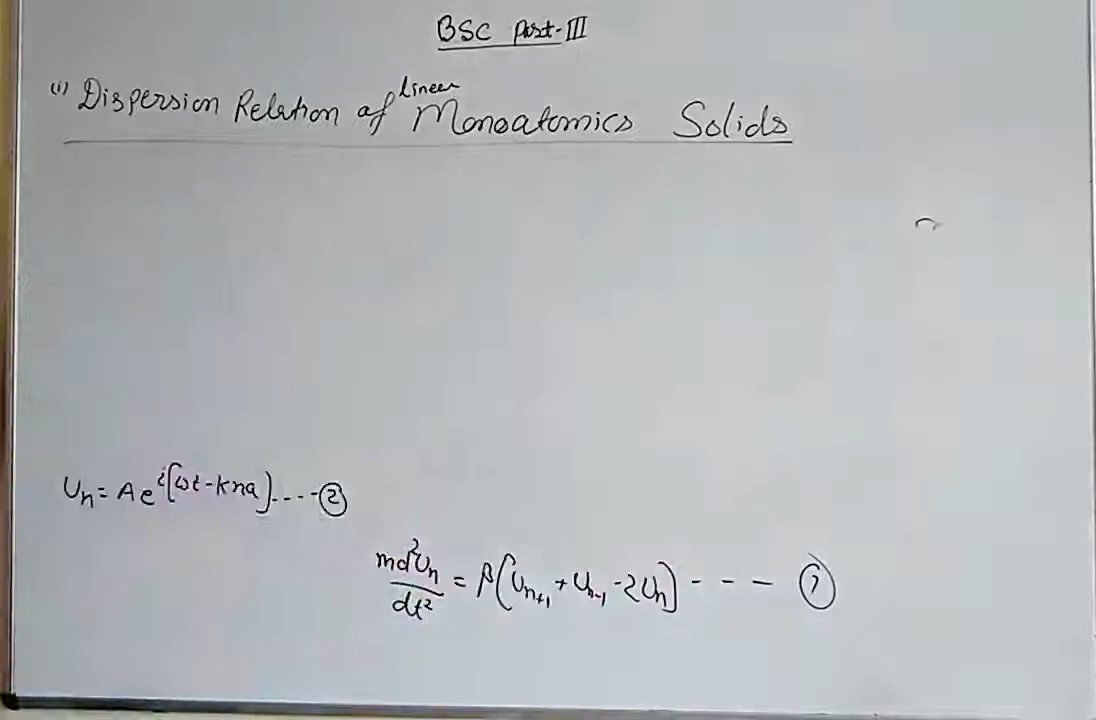 BSC Part-III
(i) Dispersion Relation of linear Monoatomics Solids
Un = Ae^i[ωt-kna] ---- ②
md²Un/dt² = β(Un+1 + Un-1 - 2Un) - - - ①